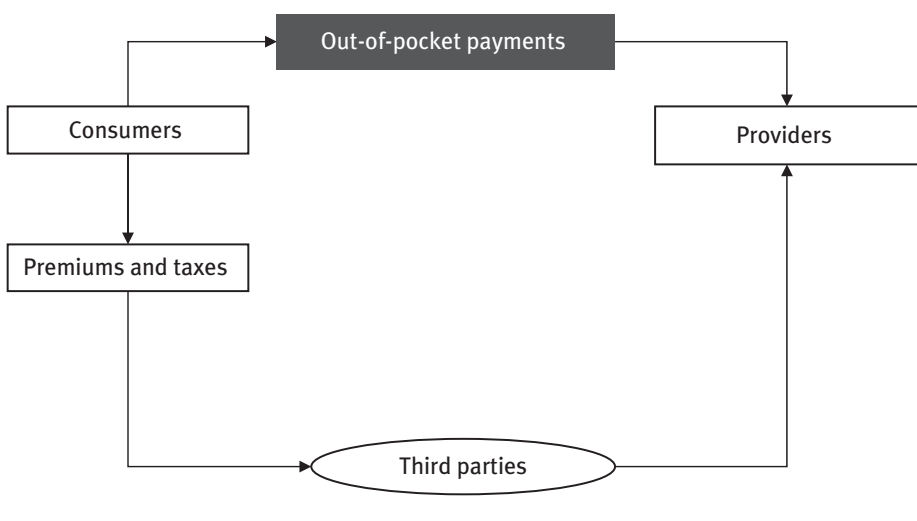 Out-of-pocket payments
Consumers
Providers
Premiums and taxes
Third parties